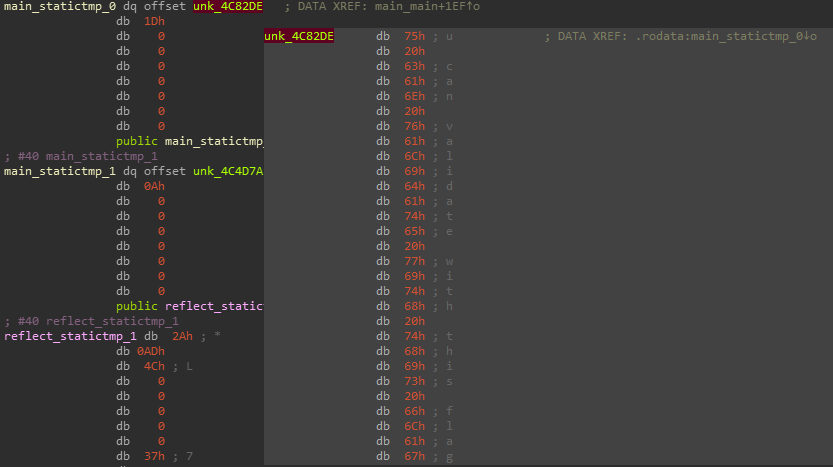 main_statictmp_0 dq offset unk_4C82DE ; DATA XREF: main_main+1EF↑o
db 1Dh
db 0
db 0
db 0
db 0
db 0
db 0
db 0
public main_statictmp_
; #40 main_statictmp_1
main_statictmp_1 dq offset unk_4C4D7A
db 0Ah
db 0
db 0
db 0
db 0
db 0
db 0
db 0
public reflect_static
; #40 reflect_statictmp_1
reflect_statictmp_1 db 2Ah ; *
db 0ADh
db 4Ch ; L
db 0
db 0
db 0
db 0
db 0
db 37h ; 7
unk_4C82DE db 75h ; u ; DATA XREF: .rodata:main_statictmp_0↓o
db 20h
db 63h ; c
db 61h ; a
db 6Eh ; n
db 20h
db 76h ; v
db 61h ; a
db 6Ch ; l
db 69h ; i
db 64h ; d
db 61h ; a
db 74h ; t
db 65h ; e
db 20h
db 77h ; w
db 69h ; i
db 74h ; t
db 68h ; h
db 20h
db 74h ; t
db 68h ; h
db 69h ; i
db 73h ; s
db 20h
db 66h ; f
db 6Ch ; l
db 61h ; a
db 67h ; g